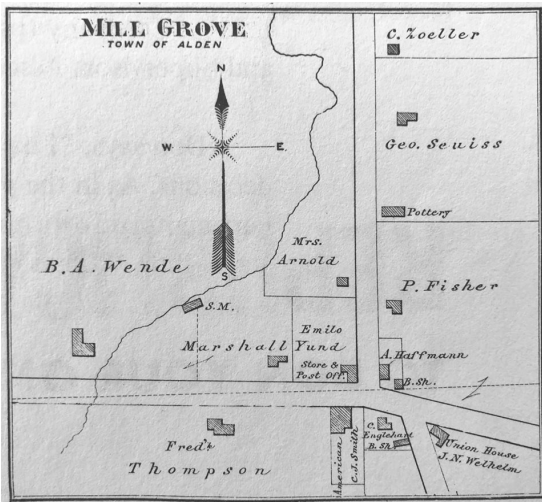 MILL GROVE
TOWN OF ALDEN
N
W
E.
S
C. Zoeller
Geo. Seuiss
Pottery
Mrs.
Arnold
B. A. Wende
P. Fisher
S. M.
Emilo
Yund
Marshall
Store &
Post Off.
A. Haffmann
B. Sh.
Fred'k
Thompson
American
C. J. Smith
C.
Englehart
B. Sh.
Union House
J. N. Welhelm